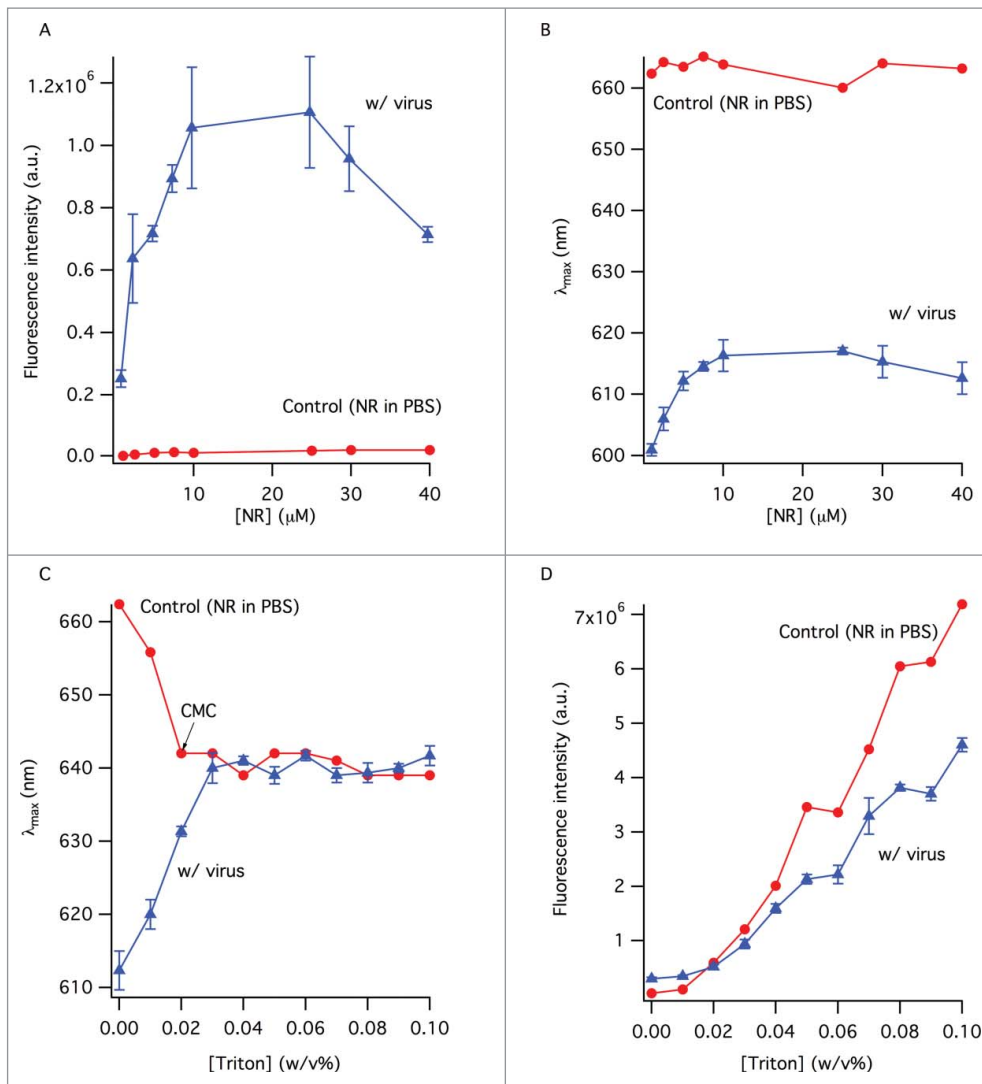 A
1.2x10⁶
1.0
0.8
0.6
0.4
0.2
0.0
Fluorescence intensity (a.u.)
w/ virus
Control (NR in PBS)
10
20
30
40
[NR] (μM)
B
660
650
640
630
620
610
600
λmax (nm)
Control (NR in PBS)
w/ virus
10
20
30
40
[NR] (μM)
C
660
650
640
630
620
610
λmax (nm)
Control (NR in PBS)
CMC
w/ virus
0.00
0.02
0.04
0.06
0.08
0.10
[Triton] (w/v%)
D
7x10⁶
6
5
4
3
2
1
Fluorescence intensity (a.u.)
Control (NR in PBS)
w/ virus
0.00
0.02
0.04
0.06
0.08
0.10
[Triton] (w/v%)